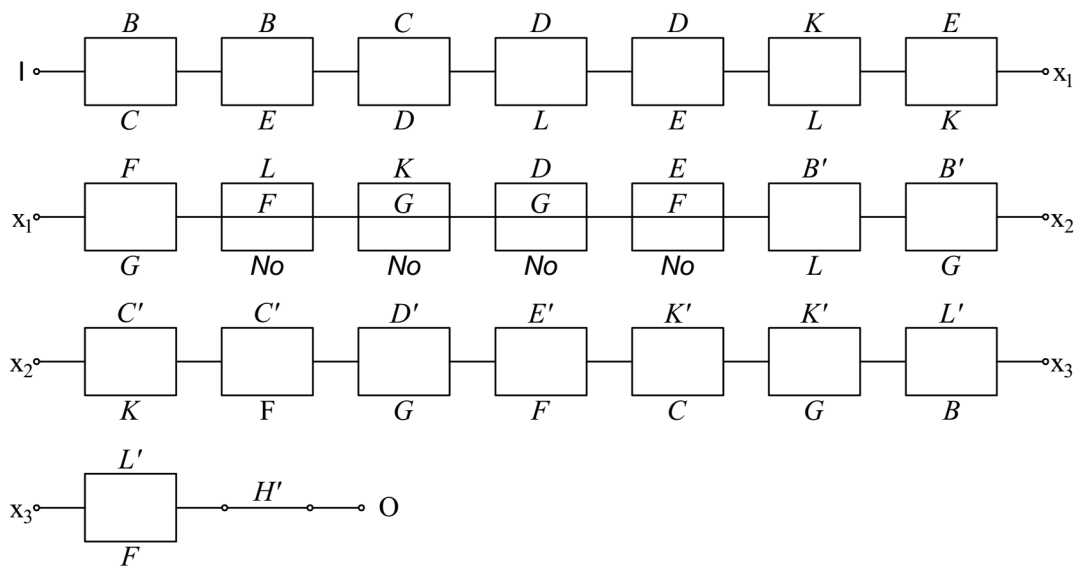 B B C D D K E
I x1
C E D L E L K
F L K D E B′ B′
F G G F
x1 x2
G No No No No L G
C′ C′ D′ E′ K′ K′ L′
x2 x3
K F G F C G B
L′
H′
x3 O
F